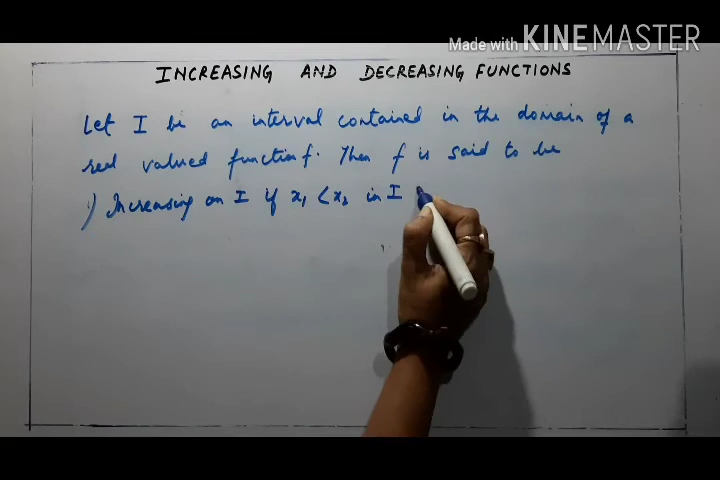 Made with KINEMASTER
INCREASING AND DECREASING FUNCTIONS
Let I be an interval contained in the domain of a
real valued function f. Then f is said to be
i) Increasing on I if x₁ < x₂ in I